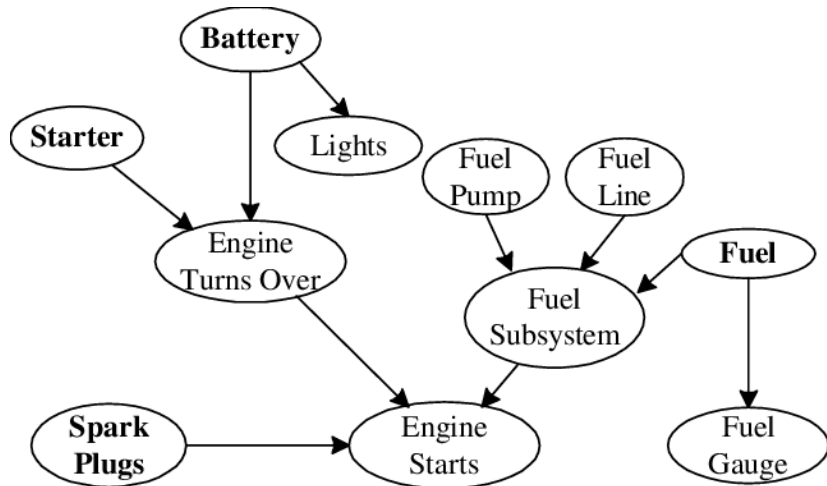 Battery
Starter
Lights
Fuel
Pump
Fuel
Line
Engine
Turns Over
Fuel
Fuel
Subsystem
Spark
Plugs
Engine
Starts
Fuel
Gauge